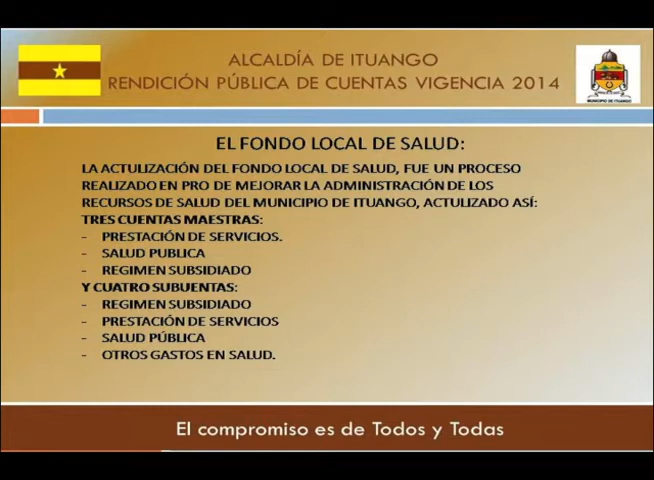 ALCALDÍA DE ITUANGO
RENDICIÓN PÚBLICA DE CUENTAS VIGENCIA 2014
MUNICIPIO DE ITUANGO
EL FONDO LOCAL DE SALUD:
LA ACTULIZACIÓN DEL FONDO LOCAL DE SALUD, FUE UN PROCESO
REALIZADO EN PRO DE MEJORAR LA ADMINISTRACIÓN DE LOS
RECURSOS DE SALUD DEL MUNICIPIO DE ITUANGO, ACTULIZADO ASÍ:
TRES CUENTAS MAESTRAS:
- PRESTACIÓN DE SERVICIOS.
- SALUD PUBLICA
- REGIMEN SUBSIDIADO
Y CUATRO SUBUENTAS:
- REGIMEN SUBSIDIADO
- PRESTACIÓN DE SERVICIOS
- SALUD PÚBLICA
- OTROS GASTOS EN SALUD.
El compromiso es de Todos y Todas